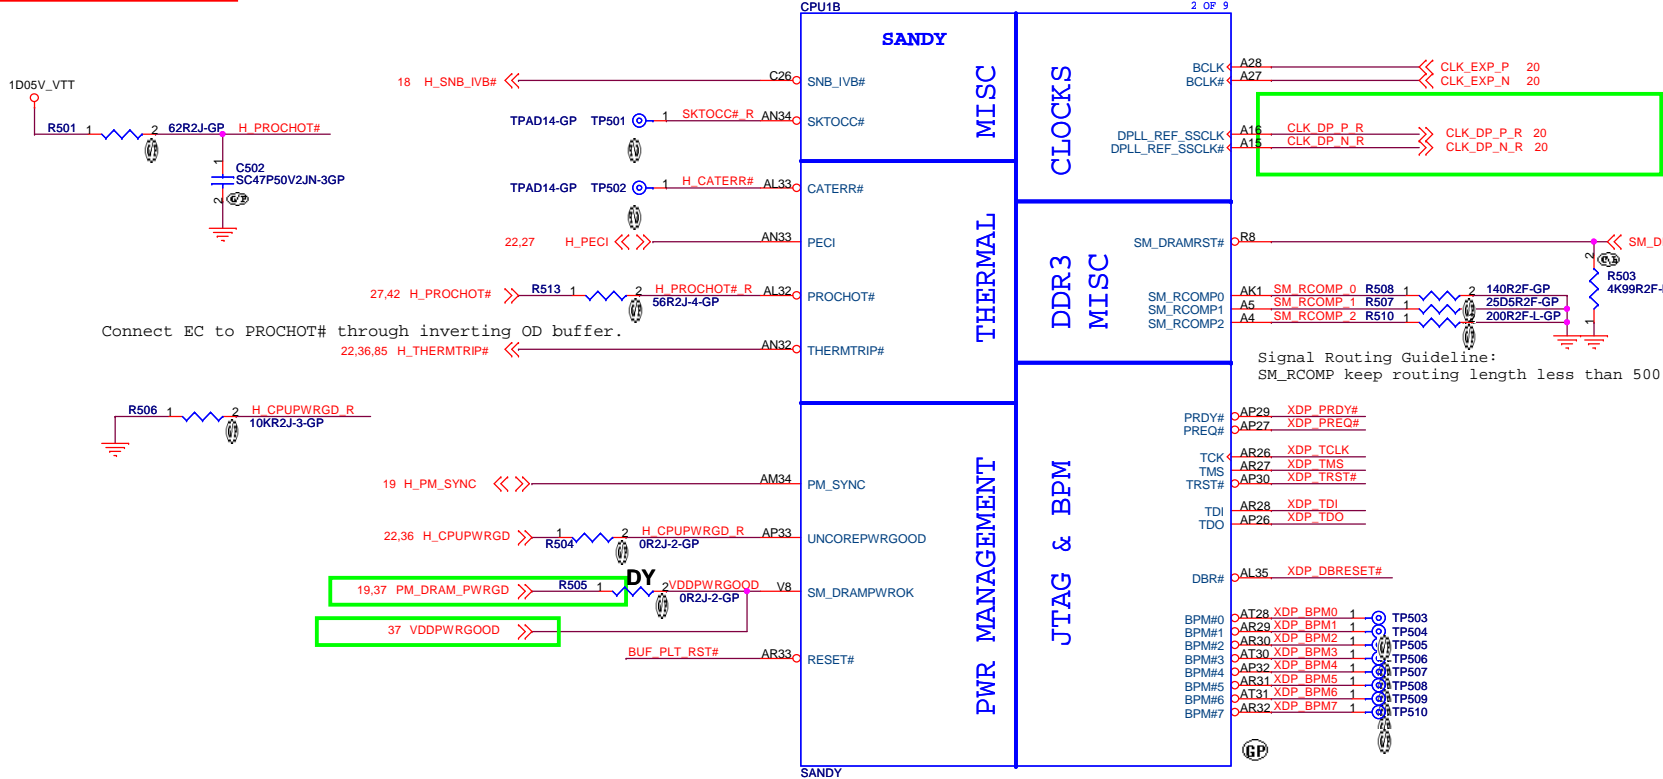 CPU1B
2 OF 9
SANDY
MISC
CLOCKS
1D05V_VTT
R501 1 2 62R2J-GP H_PROCHOT#
1
C502
SC47P50V2JN-3GP
2
18 H_SNB_IVB# C26 SNB_IVB#
TPAD14-GP TP501 1 SKTOCC#_R AN34 SKTOCC#
BCLK A28 CLK_EXP_P 20
BCLK# A27 CLK_EXP_N 20
DPLL_REF_SSCLK A16 CLK_DP_P_R CLK_DP_P_R 20
DPLL_REF_SSCLK# A15 CLK_DP_N_R CLK_DP_N_R 20
THERMAL
DDR3
MISC
TPAD14-GP TP502 1 H_CATERR# AL33 CATERR#
22,27 H_PECI AN33 PECI
27,42 H_PROCHOT# R513 1 2 H_PROCHOT#_R AL32 PROCHOT#
56R2J-4-GP
Connect EC to PROCHOT# through inverting OD buffer.
22,36,85 H_THERMTRIP# AN32 THERMTRIP#
SM_DRAMRST# R8 SM_D
2
R503
4K99R2F-
1
SM_RCOMP0 AK1 SM_RCOMP_0 R508 1 2 140R2F-GP
SM_RCOMP1 A5 SM_RCOMP_1 R507 1 2 25D5R2F-GP
SM_RCOMP2 A4 SM_RCOMP_2 R510 1 2 200R2F-L-GP
Signal Routing Guideline:
SM_RCOMP keep routing length less than 500
R506 1 2 H_CPUPWRGD_R
10KR2J-3-GP
PWR MANAGEMENT
JTAG & BPM
19 H_PM_SYNC AM34 PM_SYNC
22,36 H_CPUPWRGD R504 1 2 H_CPUPWRGD_R AP33 UNCOREPWRGOOD
0R2J-2-GP
DY
19,37 PM_DRAM_PWRGD R505 1 2 VDDPWRGOOD V8 SM_DRAMPWROK
0R2J-2-GP
37 VDDPWRGOOD
BUF_PLT_RST# AR33 RESET#
PRDY# AP29 XDP_PRDY#
PREQ# AP27 XDP_PREQ#
TCK AR26 XDP_TCLK
TMS AR27 XDP_TMS
TRST# AP30 XDP_TRST#
TDI AR28 XDP_TDI
TDO AP26 XDP_TDO
DBR# AL35 XDP_DBRESET#
BPM#0 AT28 XDP_BPM0 1 TP503
BPM#1 AR29 XDP_BPM1 1 TP504
BPM#2 AR30 XDP_BPM2 1 TP505
BPM#3 AT30 XDP_BPM3 1 TP506
BPM#4 AP32 XDP_BPM4 1 TP507
BPM#5 AR31 XDP_BPM5 1 TP508
BPM#6 AT31 XDP_BPM6 1 TP509
BPM#7 AR32 XDP_BPM7 1 TP510
GP
SANDY